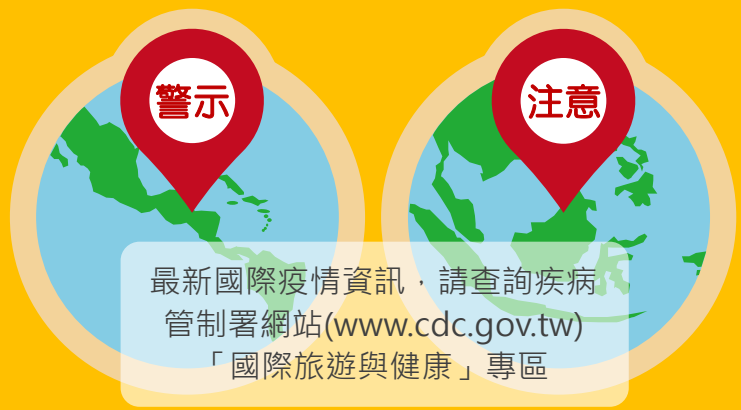 警示
注意
最新國際疫情資訊，請查詢疾病
管制署網站(www.cdc.gov.tw)
「國際旅遊與健康」專區